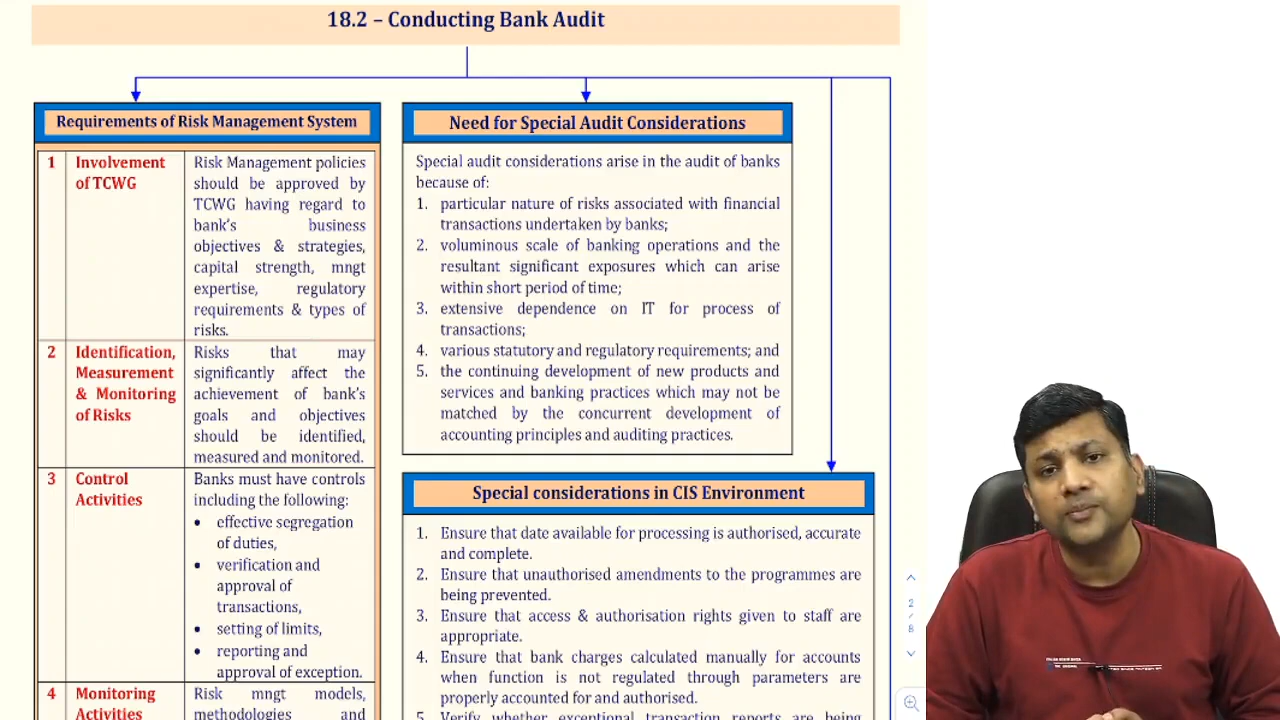 18.2 – Conducting Bank Audit
Requirements of Risk Management System
1 Involvement of TCWG
Risk Management policies
should be approved by
TCWG having regard to
bank's business
objectives & strategies,
capital strength, mngt
expertise, regulatory
requirements & types of
risks.
2 Identification,
Measurement
& Monitoring
of Risks
Risks that may
significantly affect the
achievement of bank's
goals and objectives
should be identified,
measured and monitored.
3 Control
Activities
Banks must have controls
including the following:
• effective segregation
of duties,
• verification and
approval of
transactions,
• setting of limits,
• reporting and
approval of exception.
4 Monitoring
Activities
Risk mngt models,
methodologies and
Need for Special Audit Considerations
Special audit considerations arise in the audit of banks
because of:
1. particular nature of risks associated with financial
transactions undertaken by banks;
2. voluminous scale of banking operations and the
resultant significant exposures which can arise
within short period of time;
3. extensive dependence on IT for process of
transactions;
4. various statutory and regulatory requirements; and
5. the continuing development of new products and
services and banking practices which may not be
matched by the concurrent development of
accounting principles and auditing practices.
Special considerations in CIS Environment
1. Ensure that date available for processing is authorised, accurate
and complete.
2. Ensure that unauthorised amendments to the programmes are
being prevented.
3. Ensure that access & authorisation rights given to staff are
appropriate.
4. Ensure that bank charges calculated manually for accounts
when function is not regulated through parameters are
properly accounted for and authorised.
5. Verify whether exceptional transaction reports are being
2
/
8